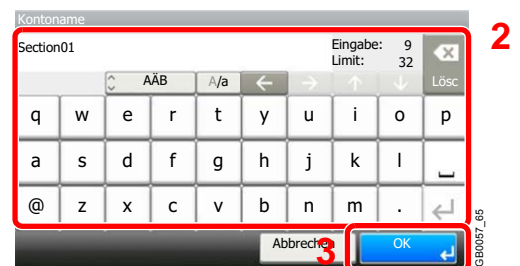 Kontoname
2
Section01
Eingabe: 9
Limit: 32
AÄB
A/a
Lösc
q w e r t y u i o p
a s d f g h j k l
@ z x c v b n m .
3
Abbrechen
OK
GB0057_65